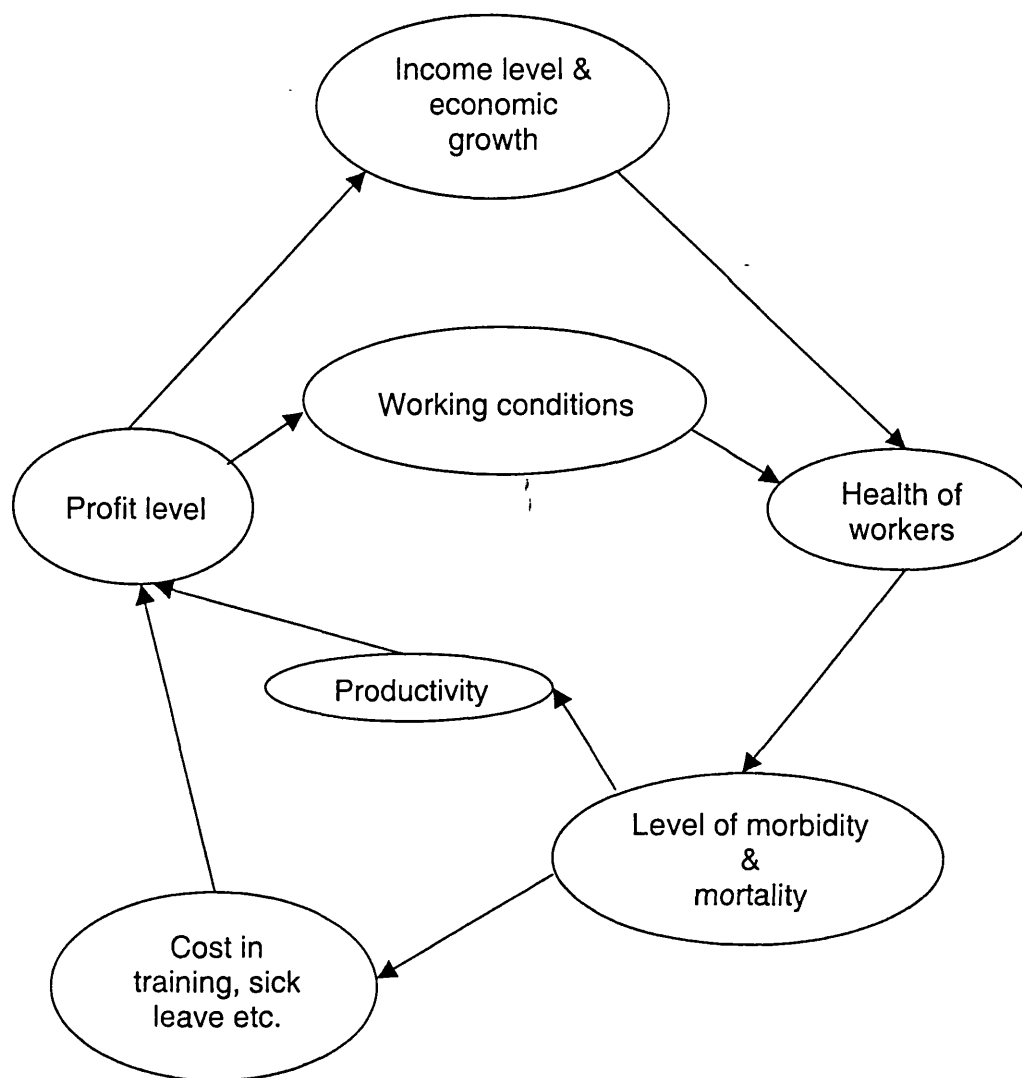 Income level &
economic
growth
Working conditions
Profit level
Health of
workers
Productivity
Level of morbidity
&
mortality
Cost in
training, sick
leave etc.